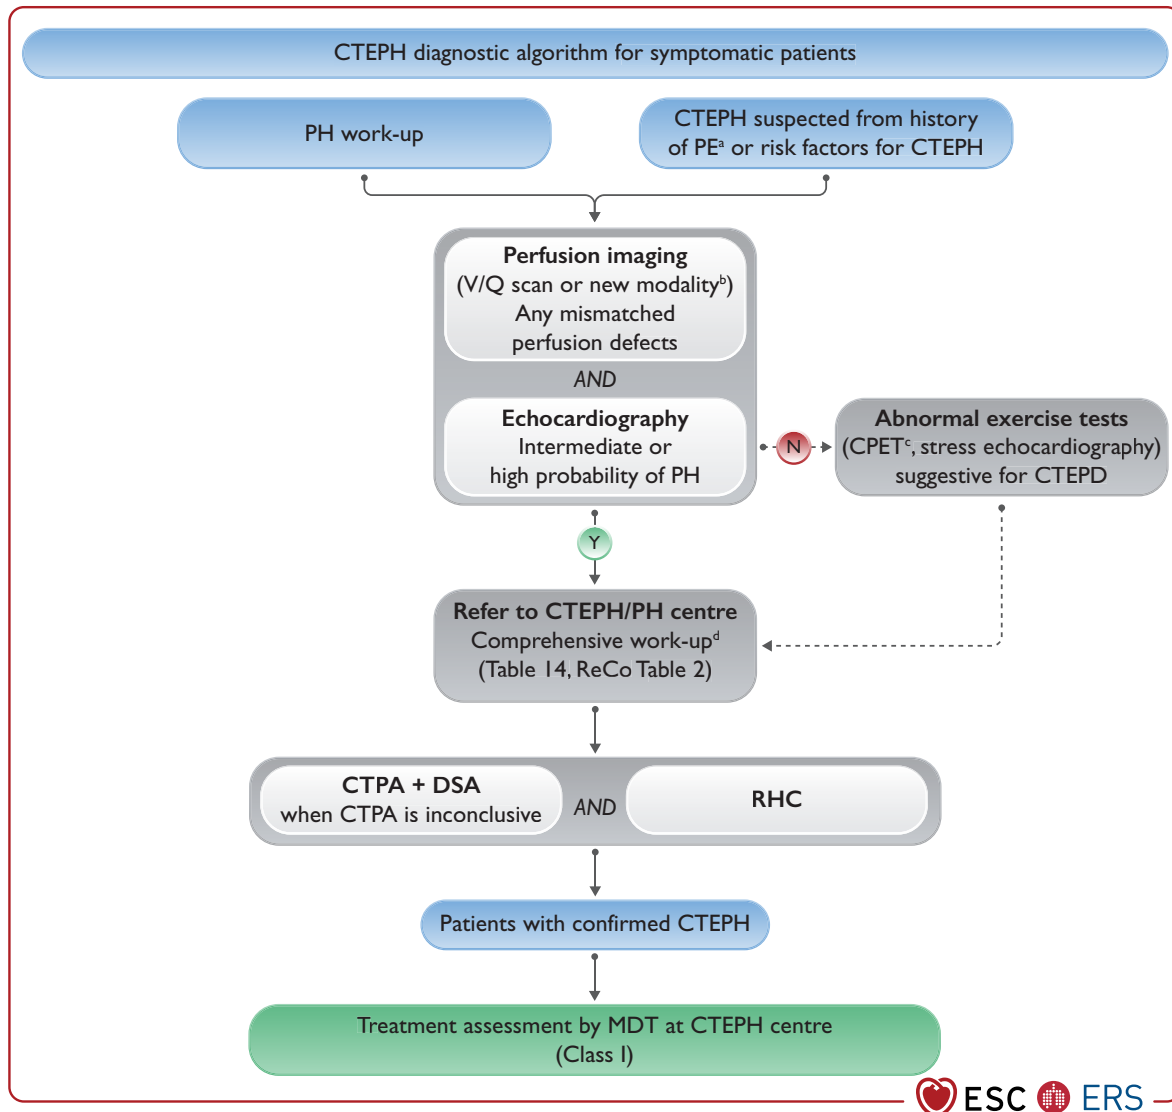 CTEPH diagnostic algorithm for symptomatic patients
PH work-up
CTEPH suspected from history
of PEᵃ or risk factors for CTEPH
Perfusion imaging
(V/Q scan or new modalityᵇ)
Any mismatched
perfusion defects
AND
Echocardiography
Intermediate or
high probability of PH
N
Abnormal exercise tests
(CPETᶜ, stress echocardiography)
suggestive for CTEPD
Y
Refer to CTEPH/PH centre
Comprehensive work-upᵈ
(Table 14, ReCo Table 2)
CTPA + DSA
when CTPA is inconclusive
AND
RHC
Patients with confirmed CTEPH
Treatment assessment by MDT at CTEPH centre
(Class I)
ESC ERS